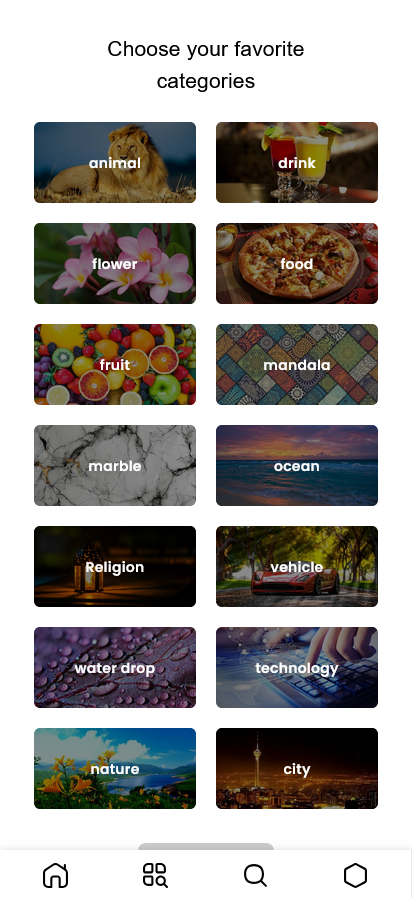 Choose your favorite
categories
animal
drink
flower
food
fruit
mandala
marble
ocean
Religion
vehicle
water drop
technology
nature
city